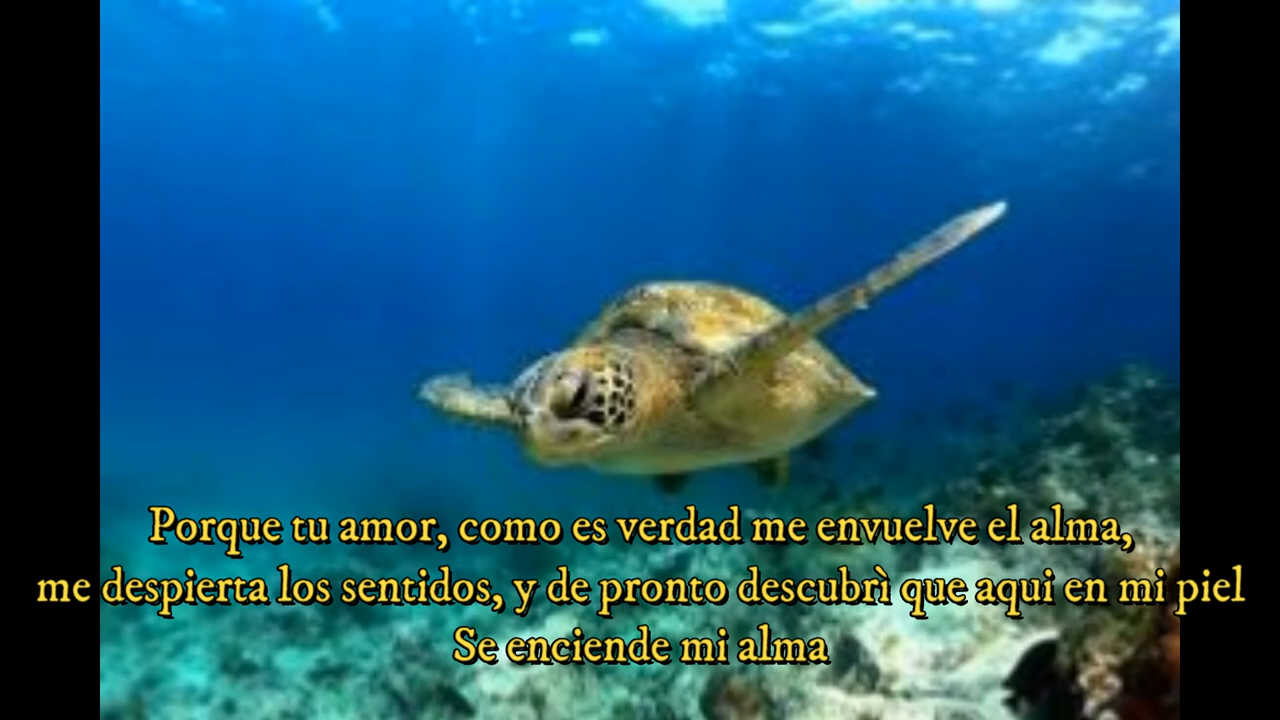 Porque tu amor, como es verdad me envuelve el alma,
me despierta los sentidos, y de pronto descubrì que aqui en mi piel
Se enciende mi alma